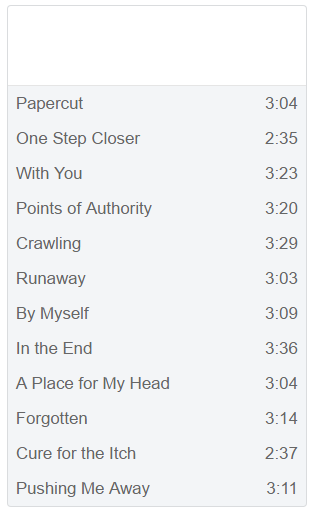 Papercut 3:04
One Step Closer 2:35
With You 3:23
Points of Authority 3:20
Crawling 3:29
Runaway 3:03
By Myself 3:09
In the End 3:36
A Place for My Head 3:04
Forgotten 3:14
Cure for the Itch 2:37
Pushing Me Away 3:11